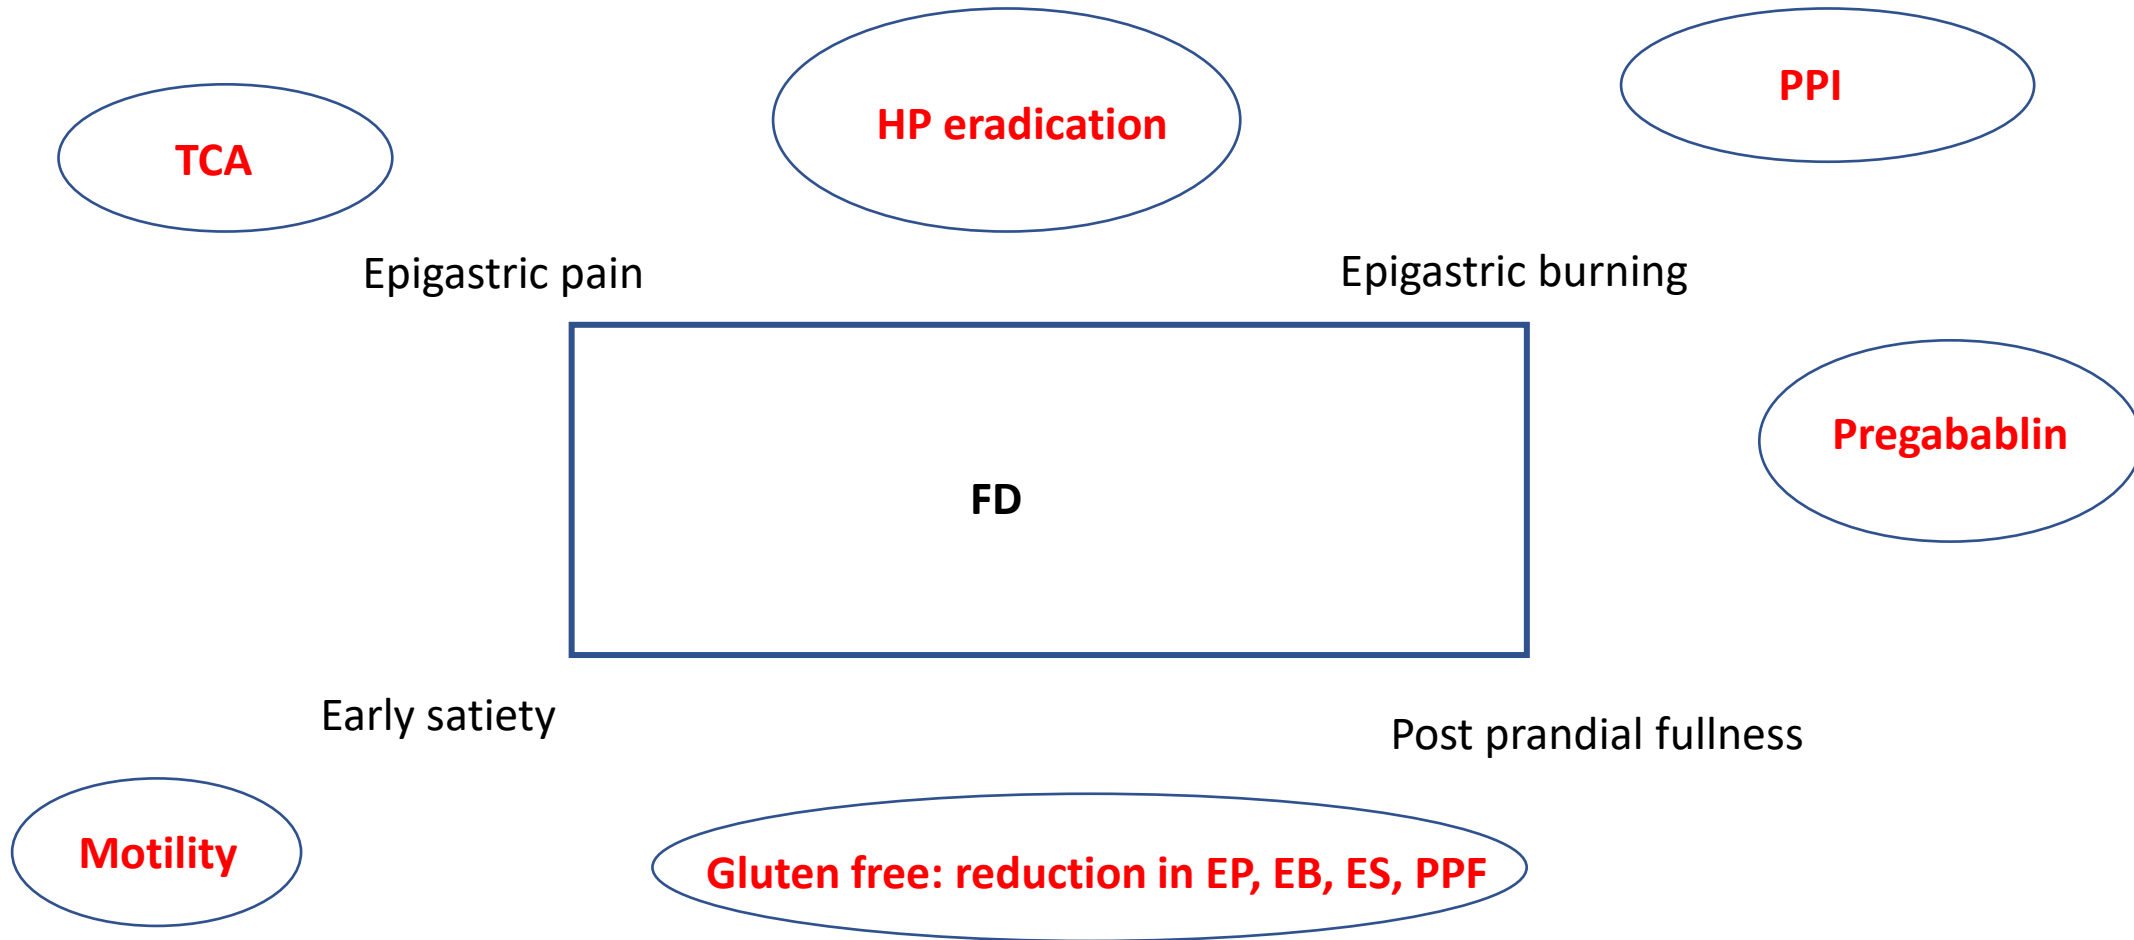 PPI
HP eradication
TCA
Epigastric pain
Epigastric burning
Pregabablin
FD
Early satiety
Post prandial fullness
Motility
Gluten free: reduction in EP, EB, ES, PPF